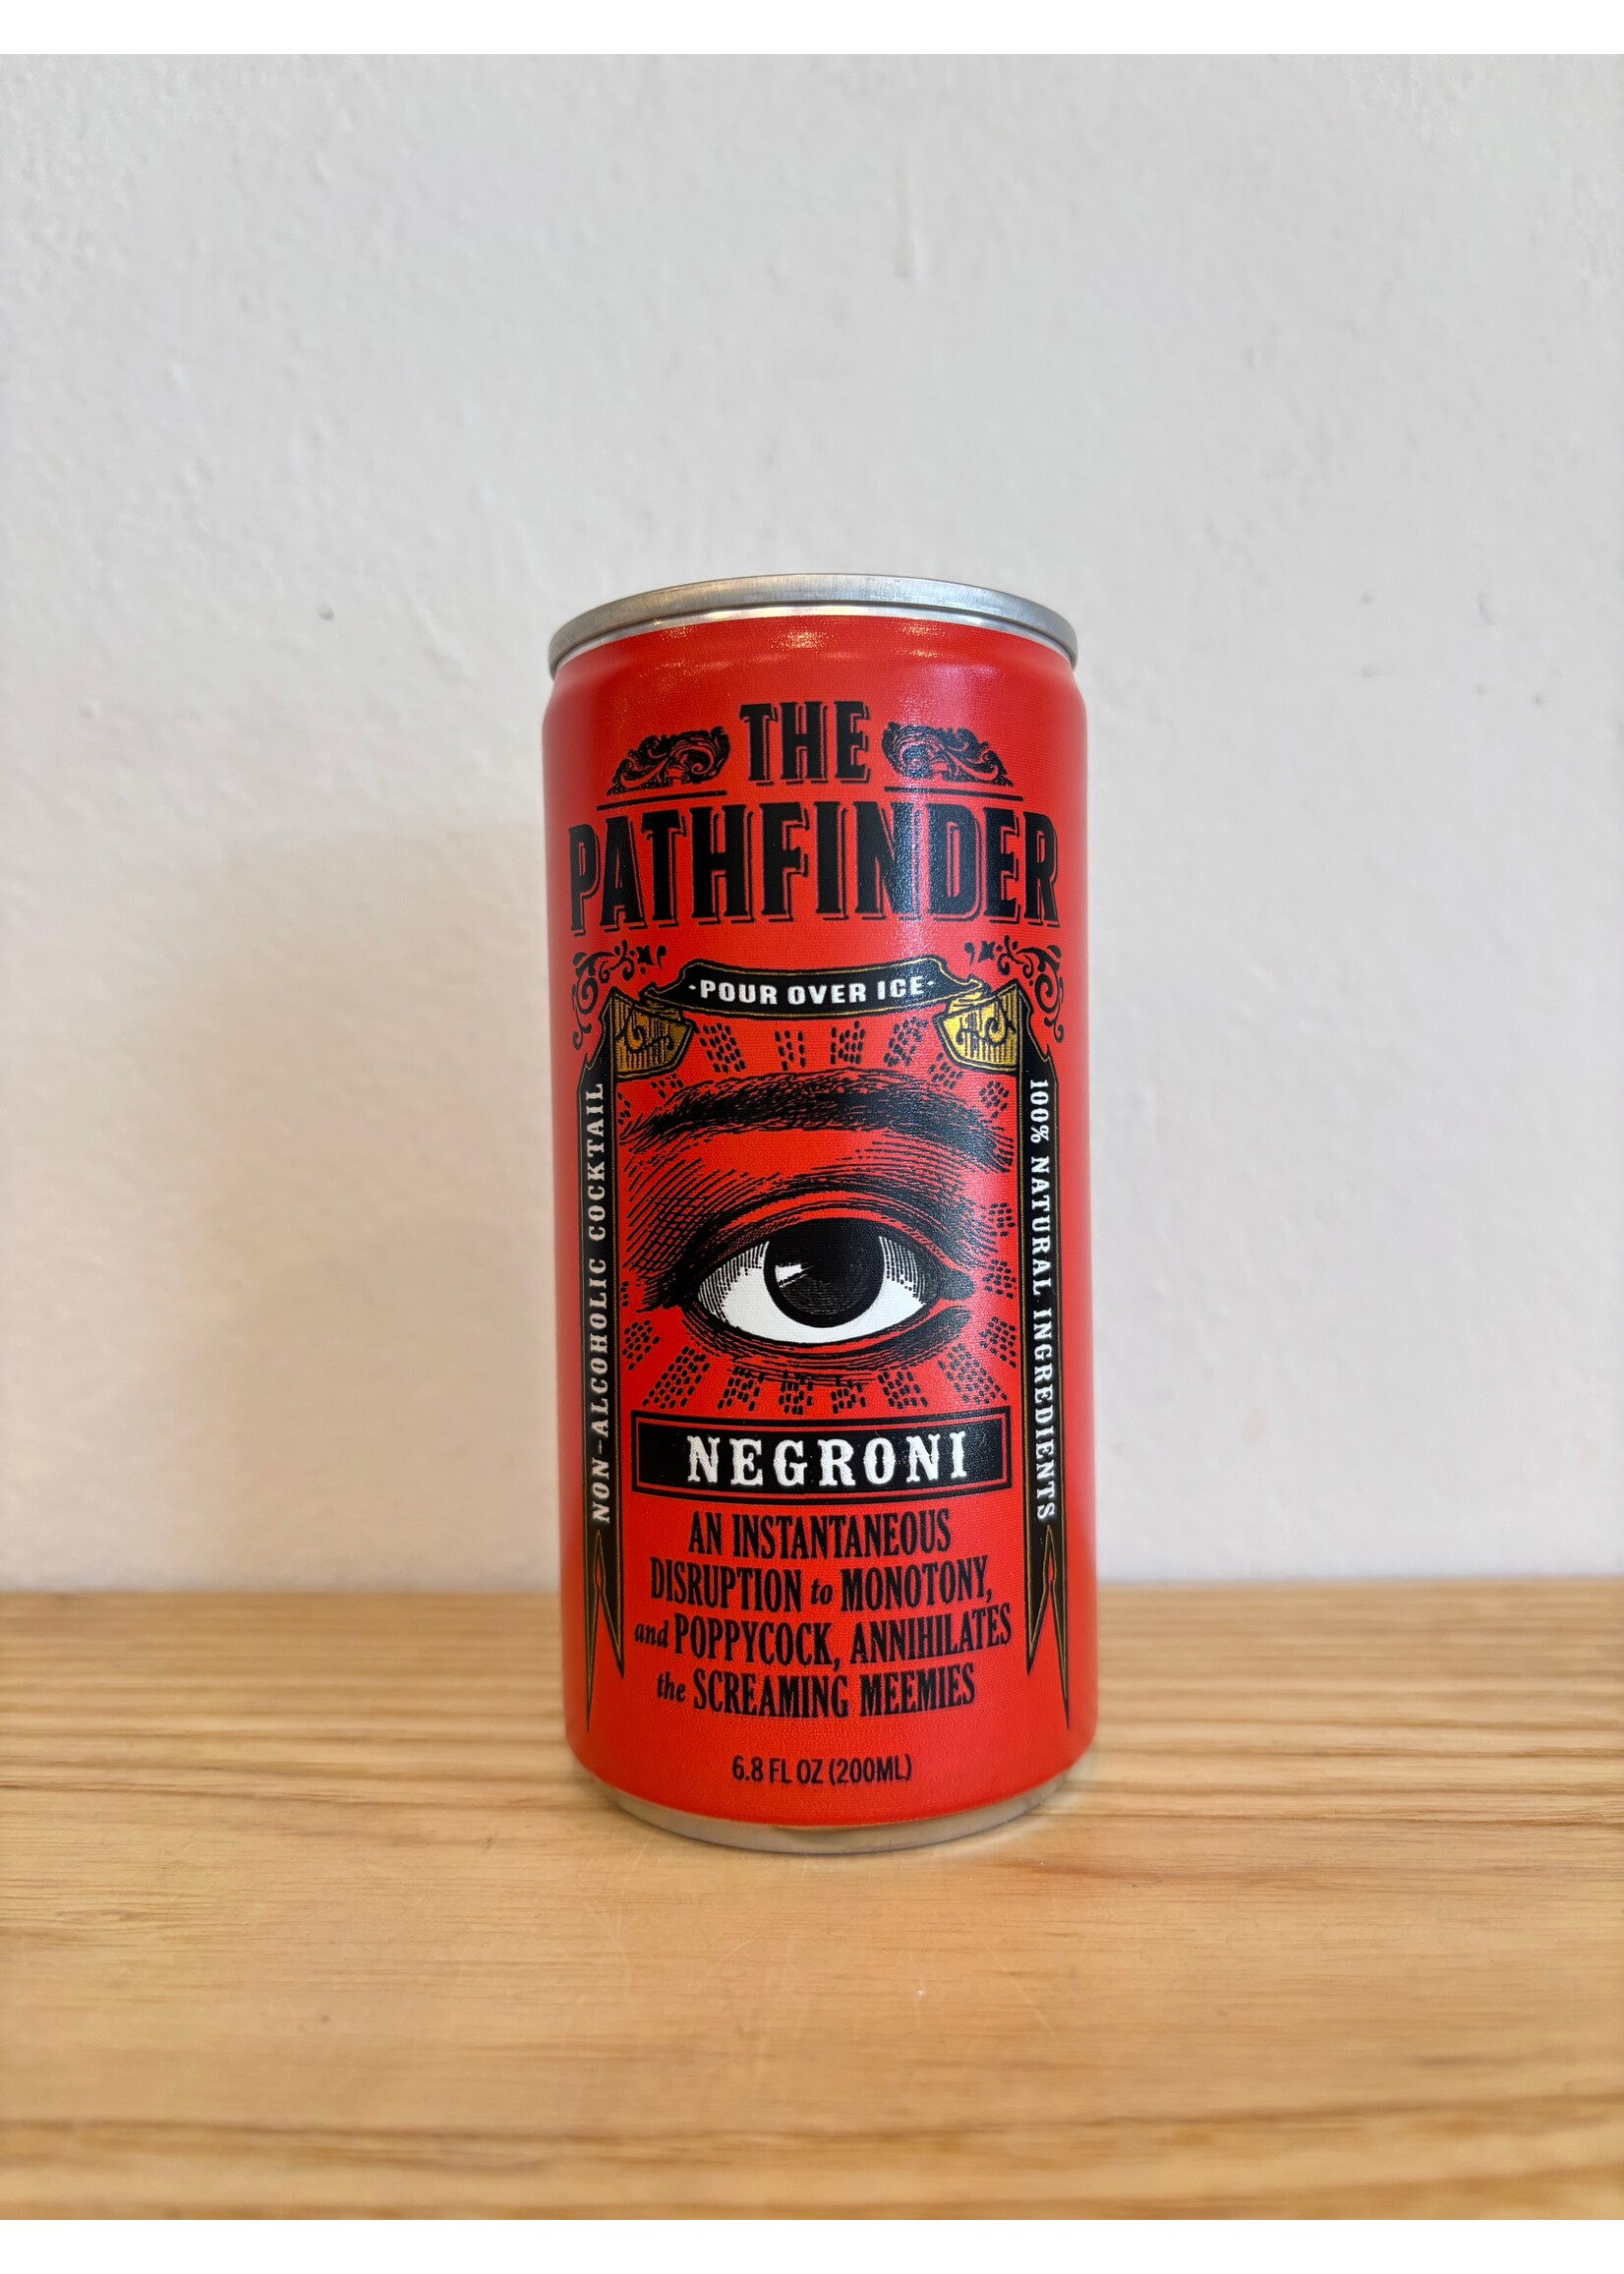 THE
PATHFINDER
·POUR OVER ICE·
NON-ALCOHOLIC COCKTAIL
100% NATURAL INGREDIENTS
NEGRONI
AN INSTANTANEOUS
DISRUPTION to MONOTONY,
and POPPYCOCK, ANNIHILATES
the SCREAMING MEEMIES
6.8 FL OZ (200ML)